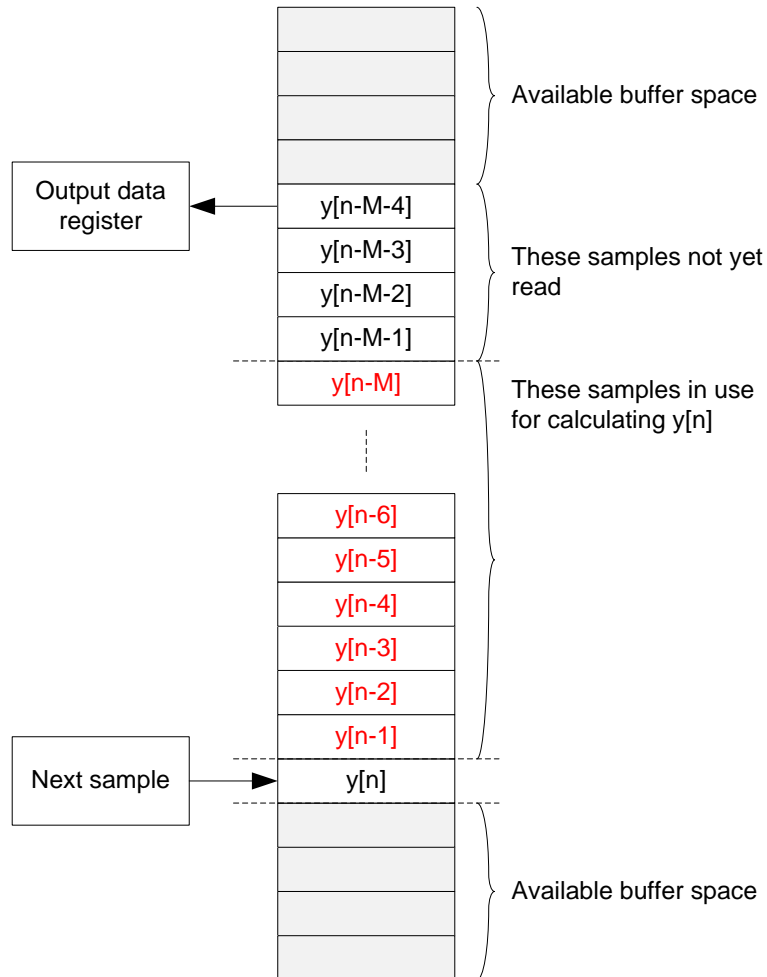 Available buffer space
Output data
register
y[n-M-4]
y[n-M-3]
y[n-M-2]
y[n-M-1]
These samples not yet
read
y[n-M]
These samples in use
for calculating y[n]
y[n-6]
y[n-5]
y[n-4]
y[n-3]
y[n-2]
y[n-1]
Next sample
y[n]
Available buffer space